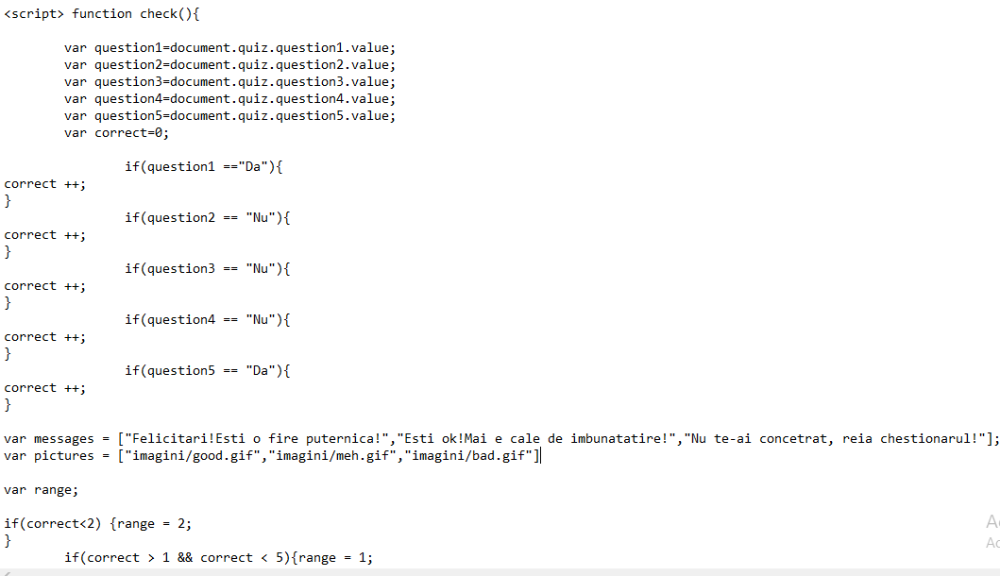 <script> function check(){
var question1=document.quiz.question1.value;
var question2=document.quiz.question2.value;
var question3=document.quiz.question3.value;
var question4=document.quiz.question4.value;
var question5=document.quiz.question5.value;
var correct=0;
if(question1 =="Da"){
correct ++;
}
if(question2 == "Nu"){
correct ++;
}
if(question3 == "Nu"){
correct ++;
}
if(question4 == "Nu"){
correct ++;
}
if(question5 == "Da"){
correct ++;
}
var messages = ["Felicitari!Esti o fire puternica!","Esti ok!Mai e cale de imbunatatire!","Nu te-ai concetrat, reia chestionarul!"];
var pictures = ["imagini/good.gif","imagini/meh.gif","imagini/bad.gif"]
var range;
if(correct<2) {range = 2;
}
if(correct > 1 && correct < 5){range = 1;